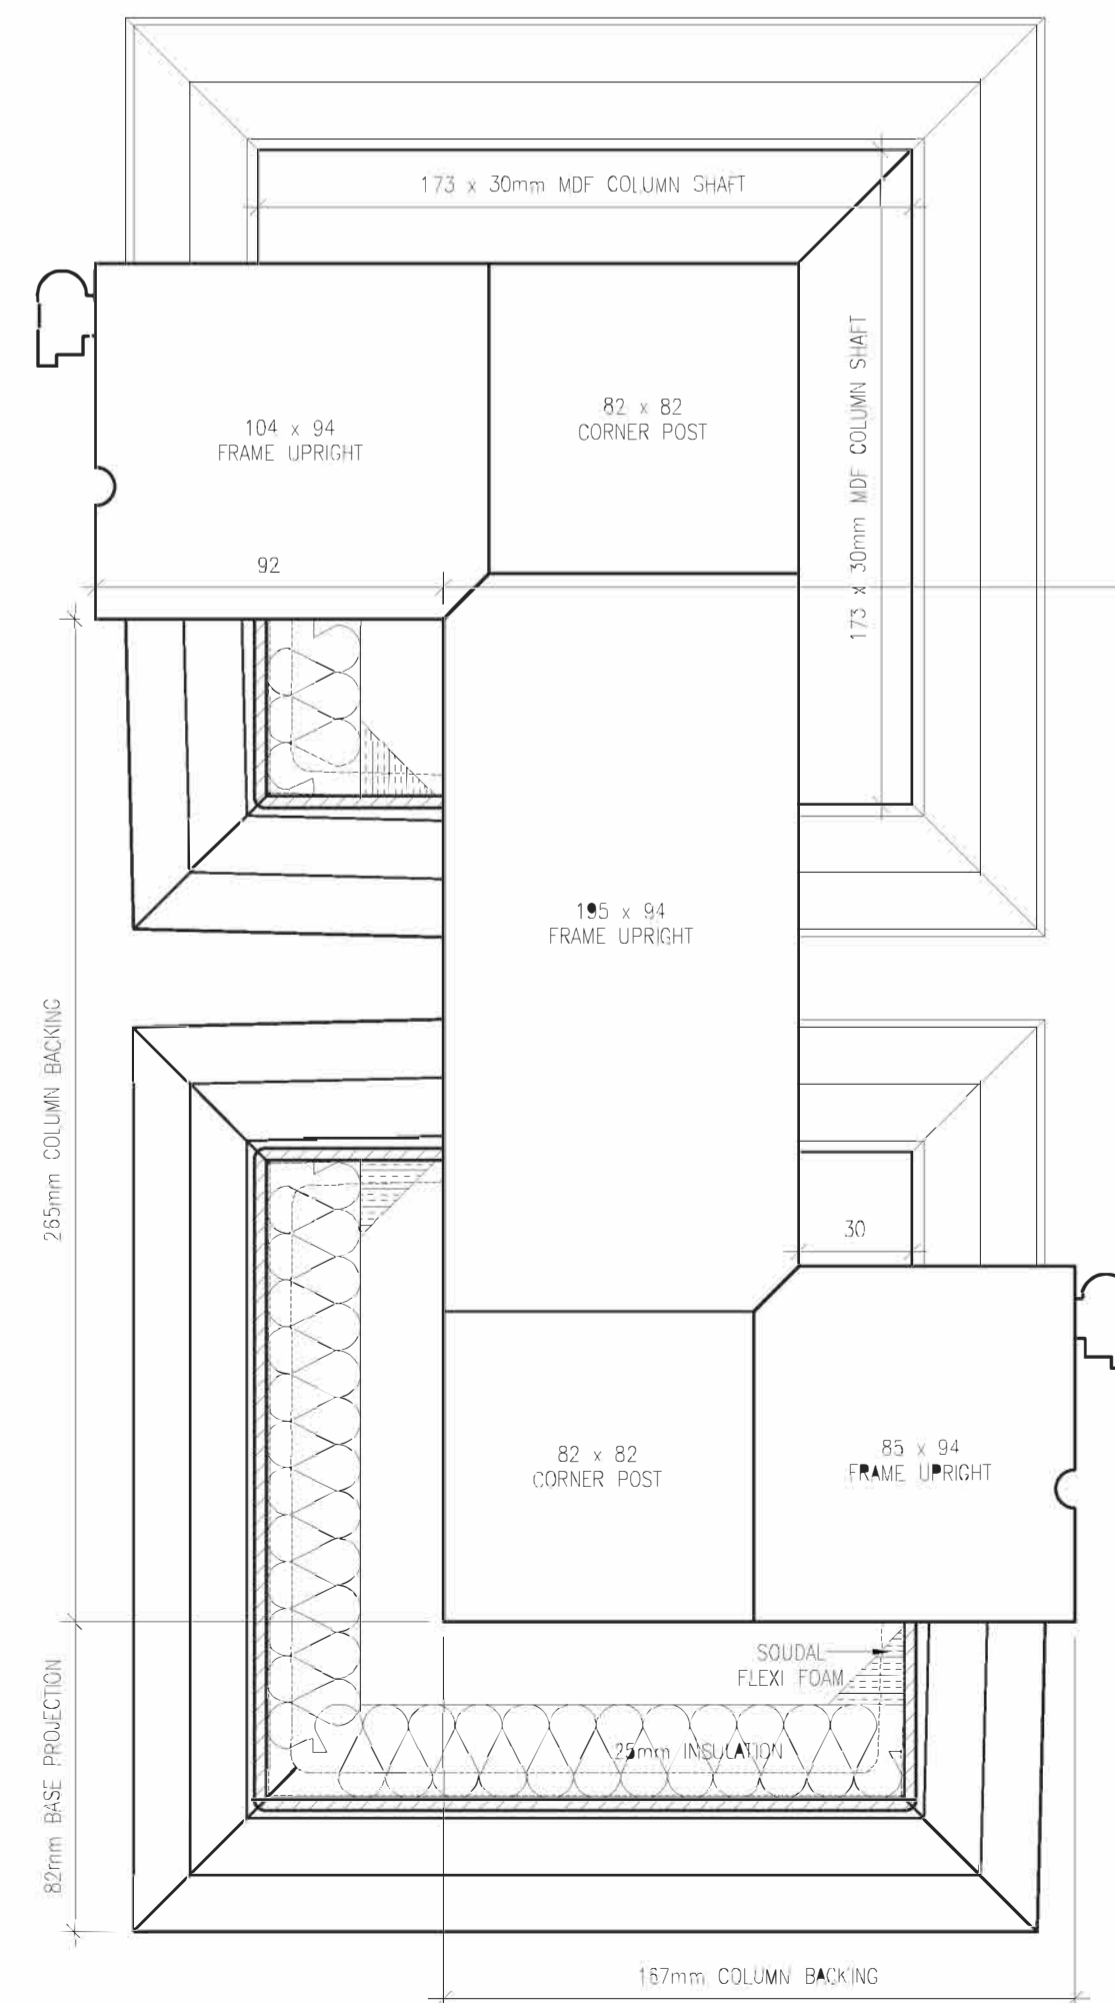 173 x 30mm MDF COLUMN SHAFT
82 x 82
CORNER POST
104 x 94
FRAME UPRIGHT
173 x 30mm MDF COLUMN SHAFT
92
195 x 94
FRAME UPRIGHT
265mm COLUMN BACKING
30
82 x 82
CORNER POST
85 x 94
FRAME UPRIGHT
SOUDAL
FLEXI FOAM
25mm INSULATION
82mm BASE PROJECTION
167mm COLUMN BACKING